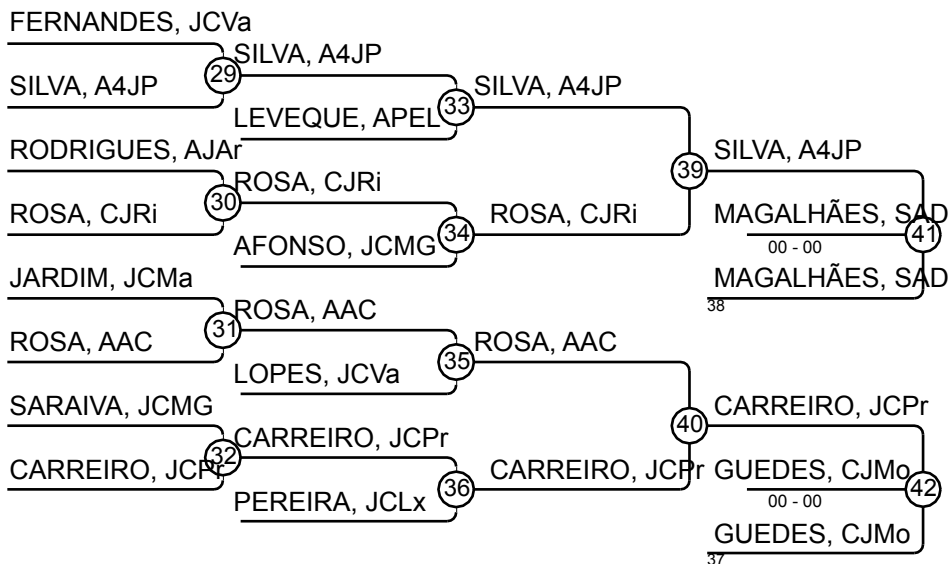 FERNANDES, JCVa
SILVA, A4JP
29
SILVA, A4JP
LEVEQUE, APEL
33
SILVA, A4JP
RODRIGUES, AJAr
ROSA, CJRi
30
ROSA, CJRi
AFONSO, JCMG
34
ROSA, CJRi
39
SILVA, A4JP
MAGALHÃES, SAD
00 - 00
41
MAGALHÃES, SAD
38
JARDIM, JCMa
ROSA, AAC
31
ROSA, AAC
LOPES, JCVa
35
ROSA, AAC
SARAIVA, JCMG
CARREIRO, JCPr
32
CARREIRO, JCPr
PEREIRA, JCLx
36
CARREIRO, JCPr
40
CARREIRO, JCPr
GUEDES, CJMo
00 - 00
42
GUEDES, CJMo
37